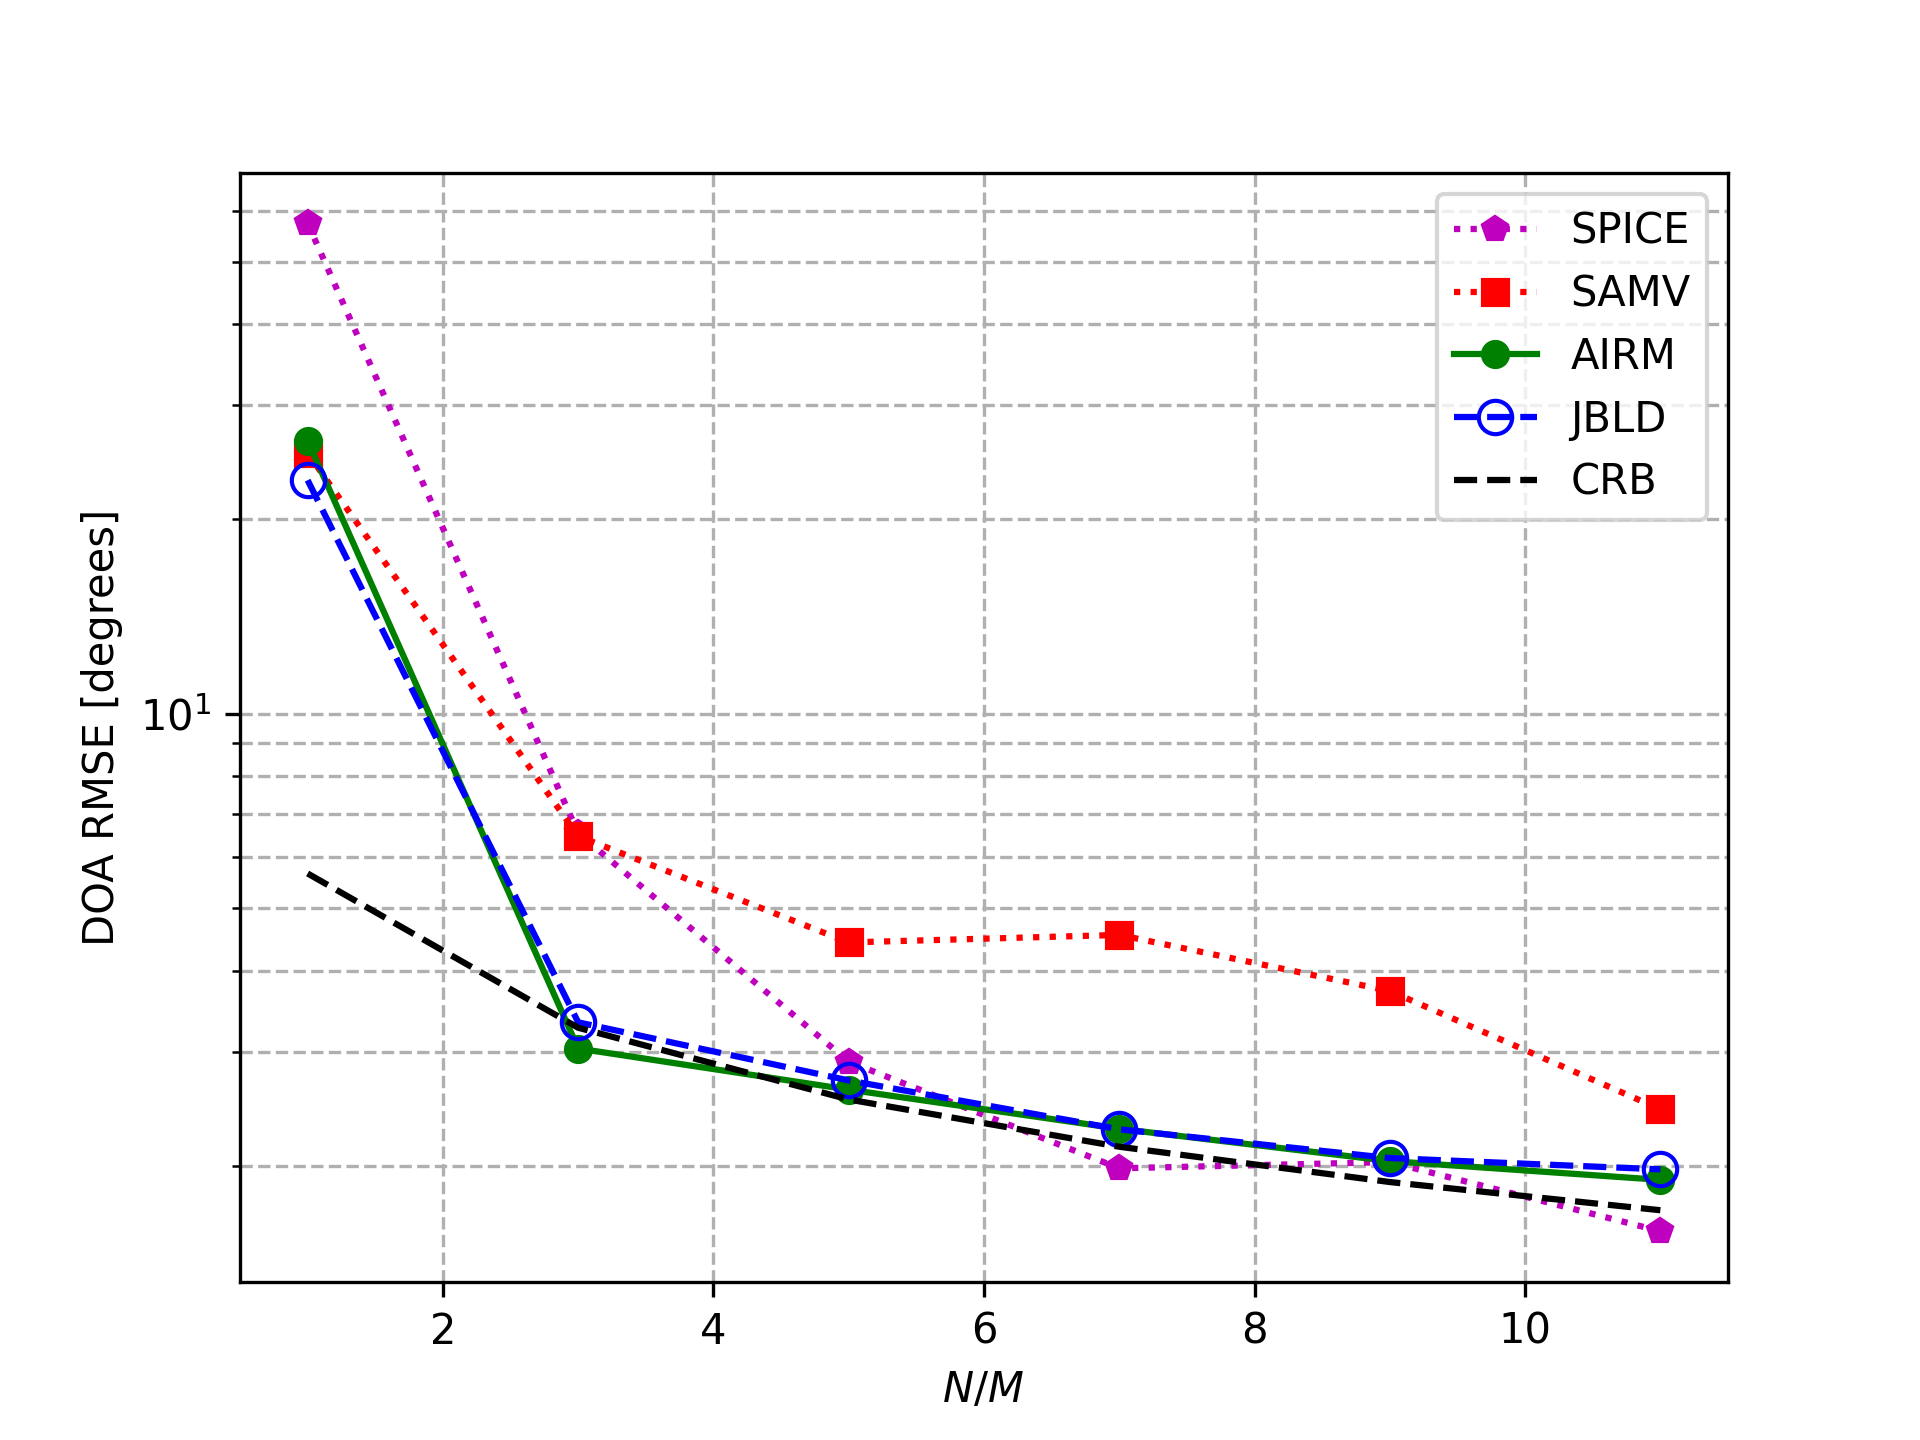 SPICE
SAMV
AIRM
JBLD
CRB
DOA RMSE [degrees]
10¹
2 4 6 8 10
N/M